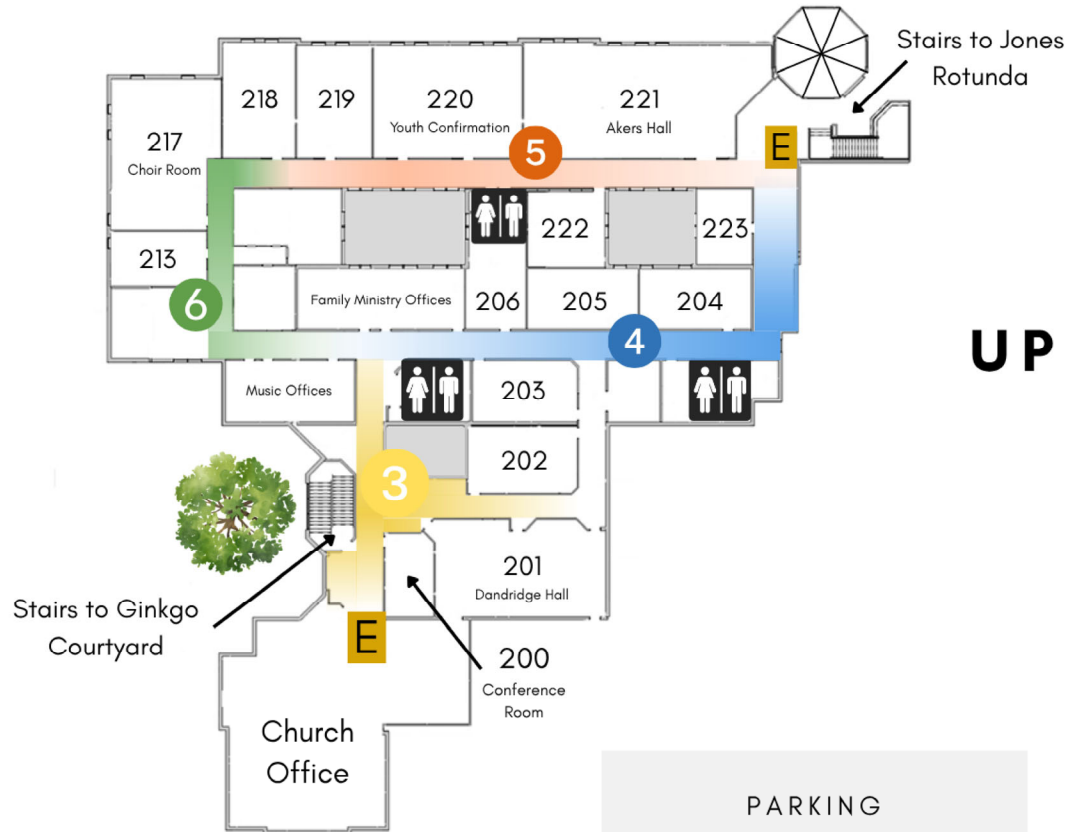 Stairs to Jones
Rotunda
218
219
220
Youth Confirmation
221
Akers Hall
217
Choir Room
5
E
222
223
213
6
Family Ministry Offices
206
205
204
4
UP
Music Offices
203
202
3
201
Dandridge Hall
Stairs to Ginkgo
Courtyard
E
200
Conference
Room
Church
Office
PARKING